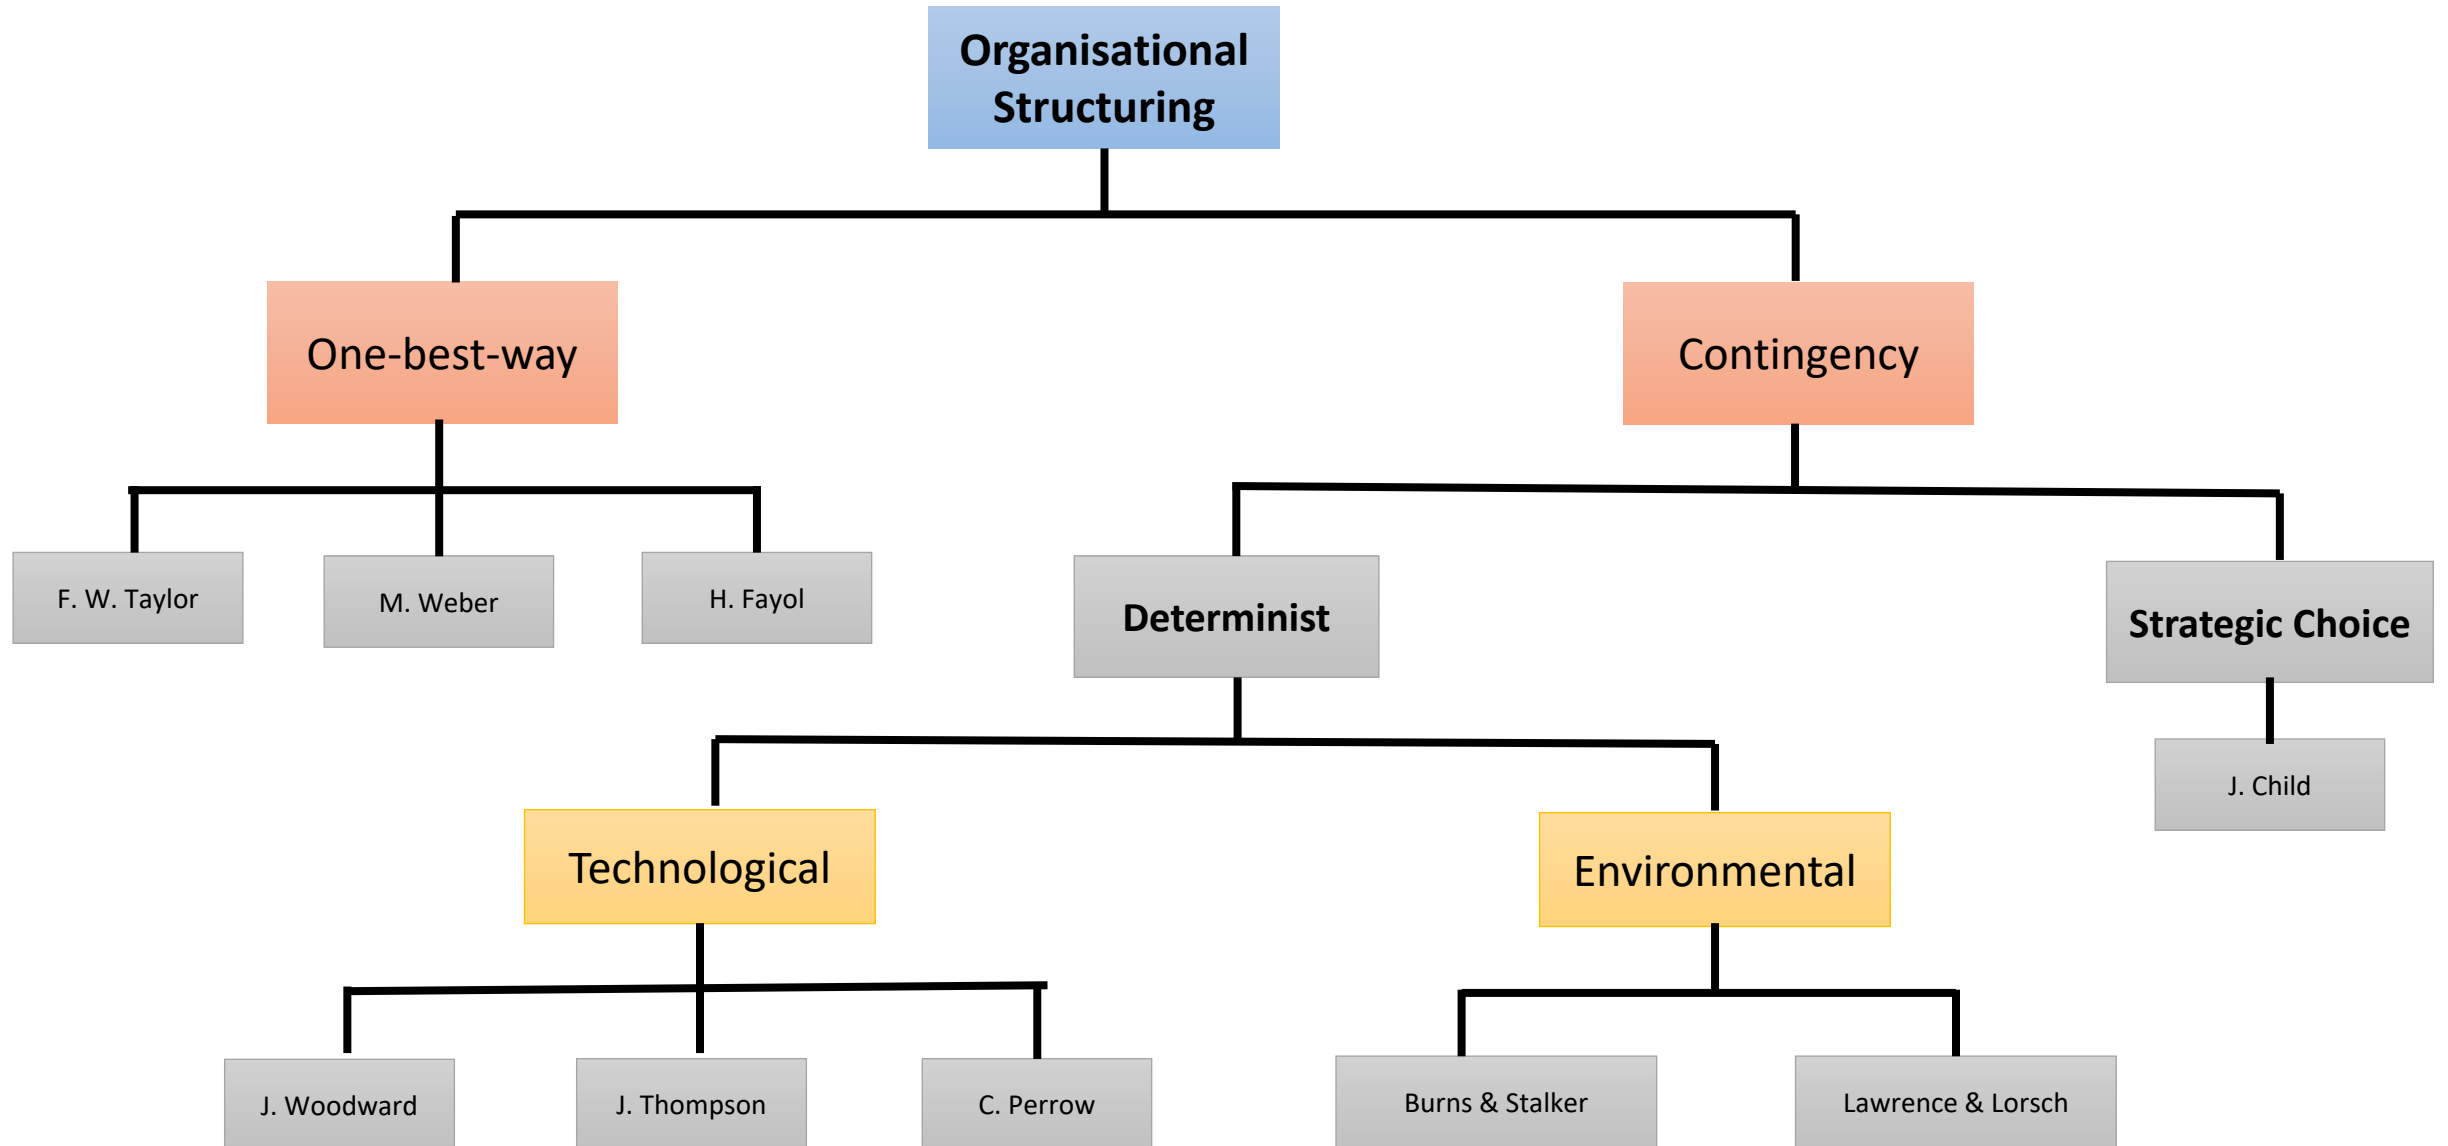 Organisational
Structuring
One-best-way
Contingency
F. W. Taylor
M. Weber
H. Fayol
Determinist
Strategic Choice
J. Child
Technological
Environmental
J. Woodward
J. Thompson
C. Perrow
Burns & Stalker
Lawrence & Lorsch